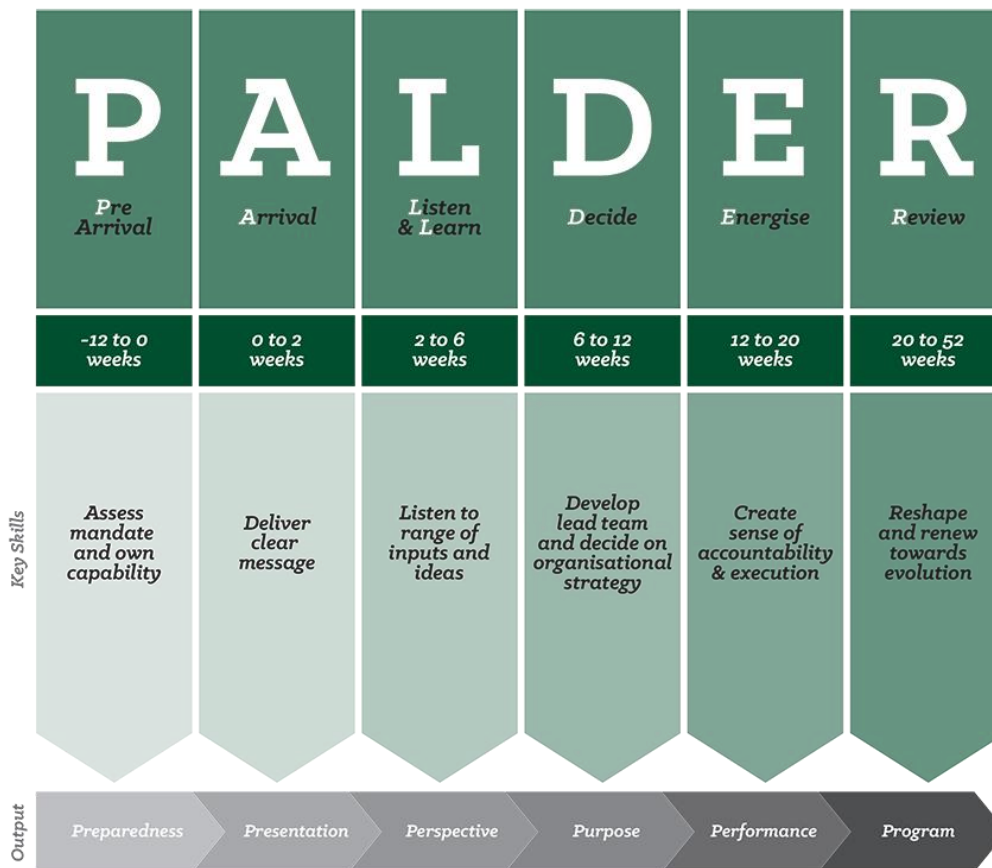 P A L D E R
Pre
Arrival
Arrival
Listen
& Learn
Decide
Energise
Review
-12 to 0
weeks
0 to 2
weeks
2 to 6
weeks
6 to 12
weeks
12 to 20
weeks
20 to 52
weeks
Key Skills
Assess
mandate
and own
capability
Deliver
clear
message
Listen to
range of
inputs and
ideas
Develop
lead team
and decide on
organisational
strategy
Create
sense of
accountability
& execution
Reshape
and renew
towards
evolution
Output
Preparedness
Presentation
Perspective
Purpose
Performance
Program